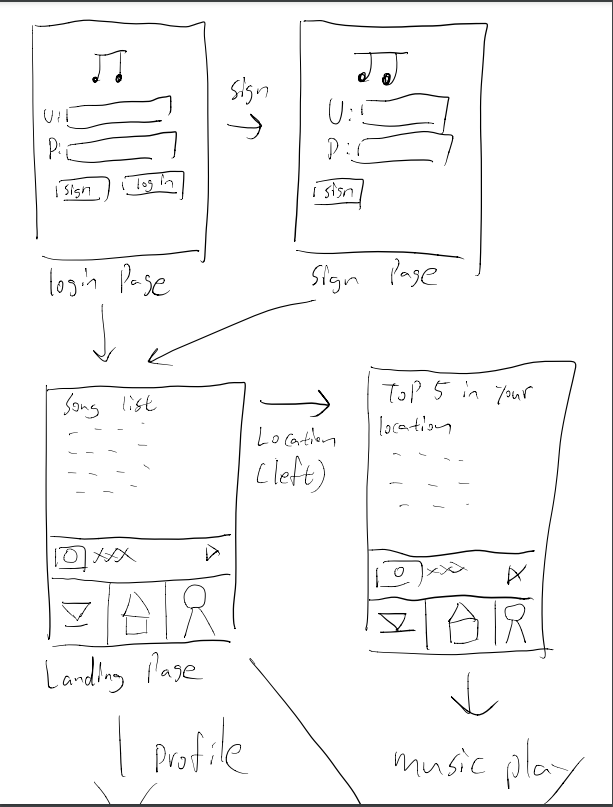 sign
U:
P:
sign
log in
U:
P:
sign
login Page
sign Page
Song list
Location
(left)
Top 5 in your
location
xxx
xxx
Landing Page
profile
music play